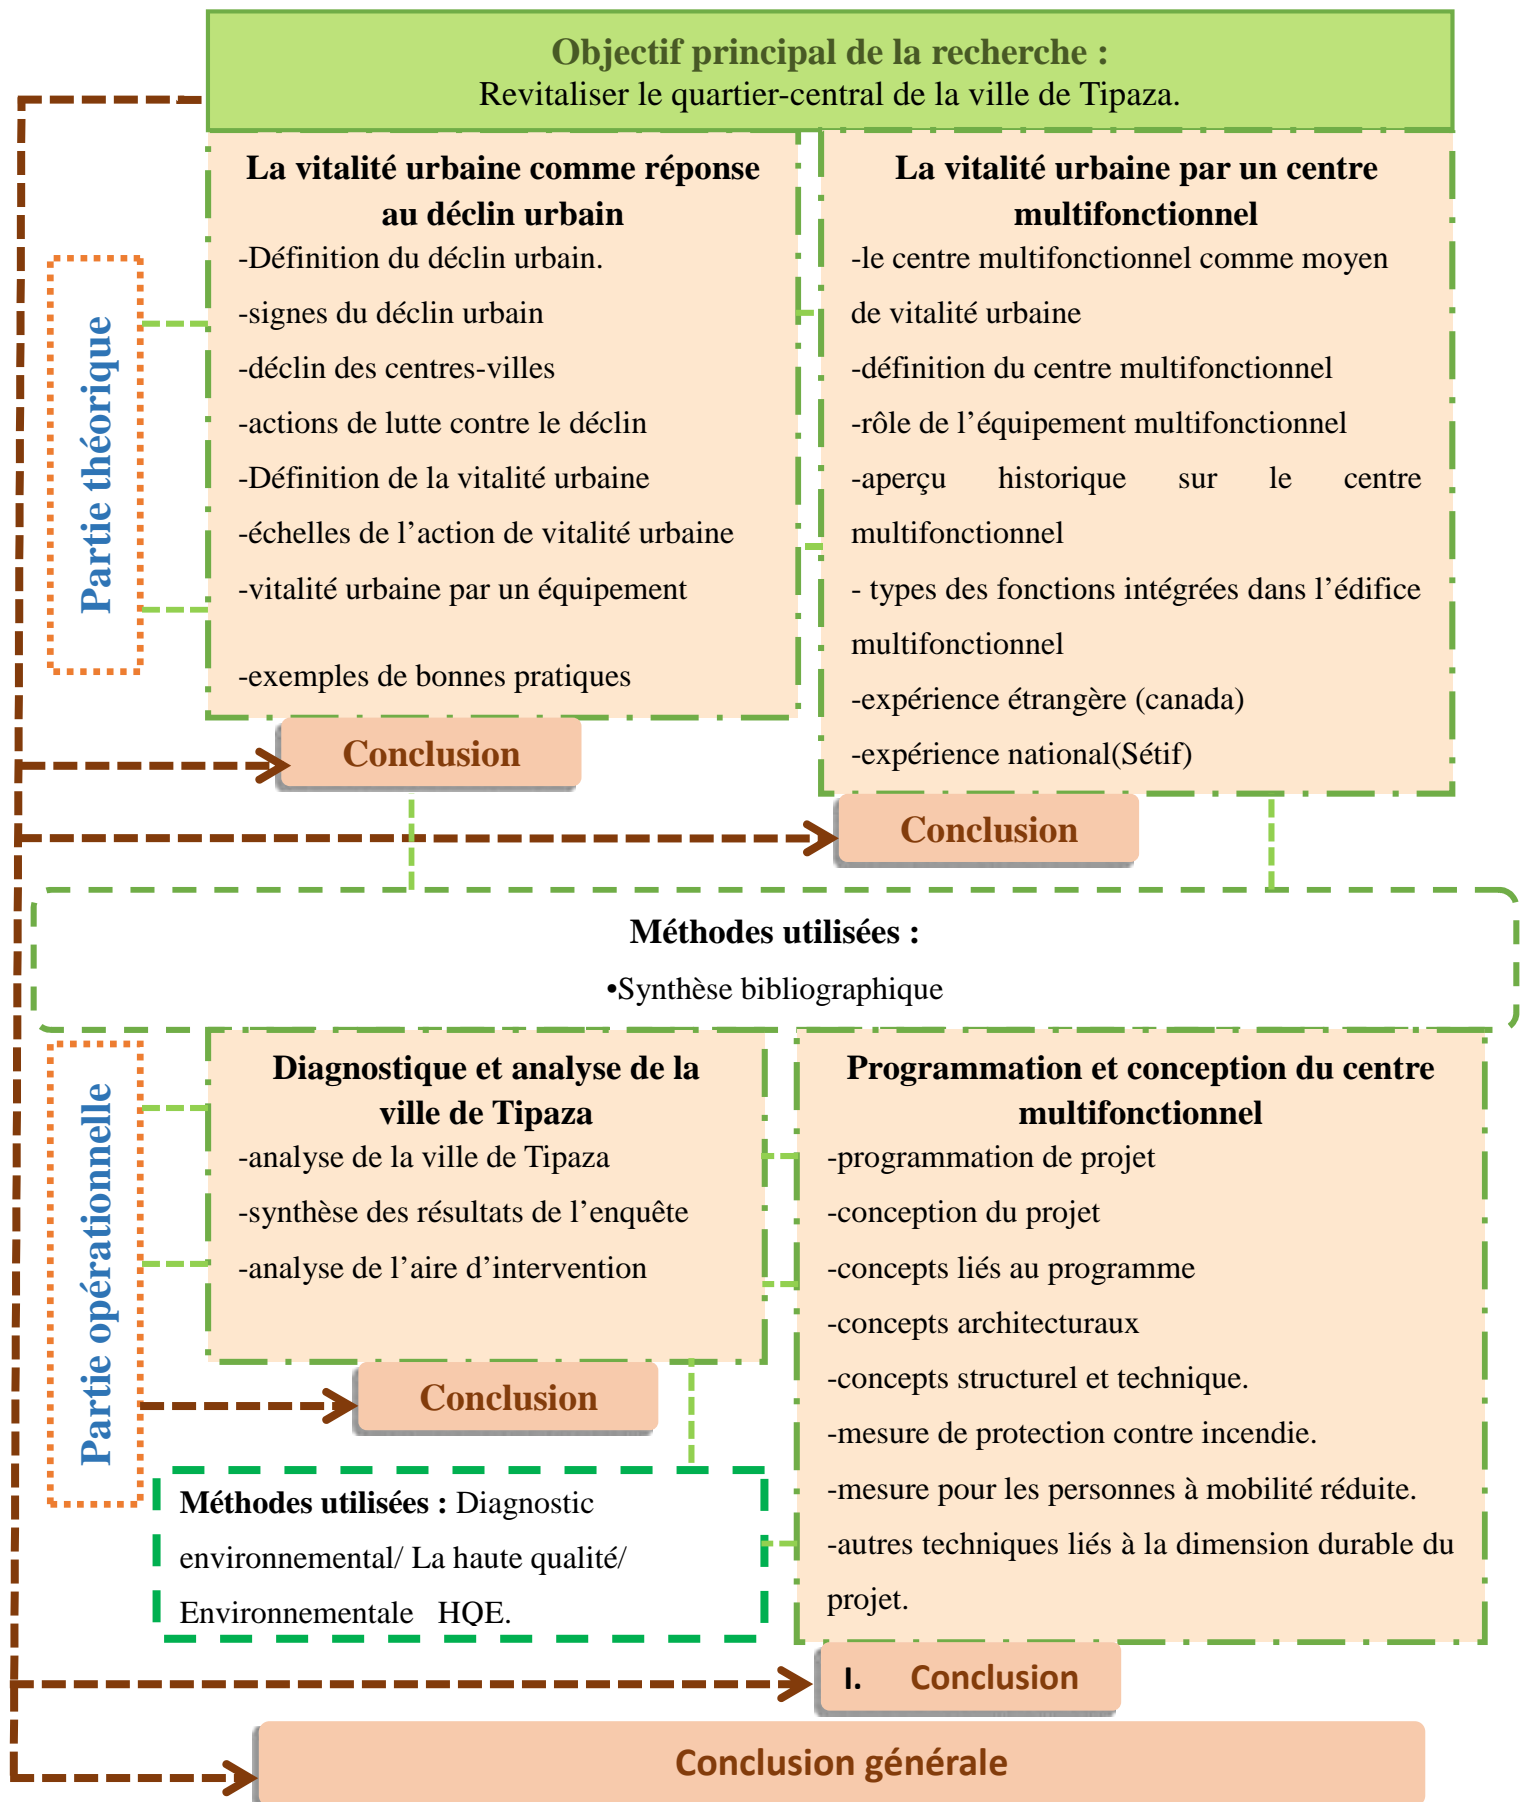 Objectif principal de la recherche :
Revitaliser le quartier-central de la ville de Tipaza.
Partie théorique
La vitalité urbaine comme réponse
au déclin urbain
-Définition du déclin urbain.
-signes du déclin urbain
-déclin des centres-villes
-actions de lutte contre le déclin
-Définition de la vitalité urbaine
-échelles de l’action de vitalité urbaine
-vitalité urbaine par un équipement
-exemples de bonnes pratiques
Conclusion
La vitalité urbaine par un centre
multifonctionnel
-le centre multifonctionnel comme moyen
de vitalité urbaine
-définition du centre multifonctionnel
-rôle de l’équipement multifonctionnel
-aperçu historique sur le centre
multifonctionnel
- types des fonctions intégrées dans l’édifice
multifonctionnel
-expérience étrangère (canada)
-expérience national(Sétif)
Conclusion
Méthodes utilisées :
•Synthèse bibliographique
Partie opérationnelle
Diagnostique et analyse de la
ville de Tipaza
-analyse de la ville de Tipaza
-synthèse des résultats de l’enquête
-analyse de l’aire d’intervention
Conclusion
Méthodes utilisées : Diagnostic
environnemental/ La haute qualité/
Environnementale HQE.
Programmation et conception du centre
multifonctionnel
-programmation de projet
-conception du projet
-concepts liés au programme
-concepts architecturaux
-concepts structurel et technique.
-mesure de protection contre incendie.
-mesure pour les personnes à mobilité réduite.
-autres techniques liés à la dimension durable du
projet.
I. Conclusion
Conclusion générale